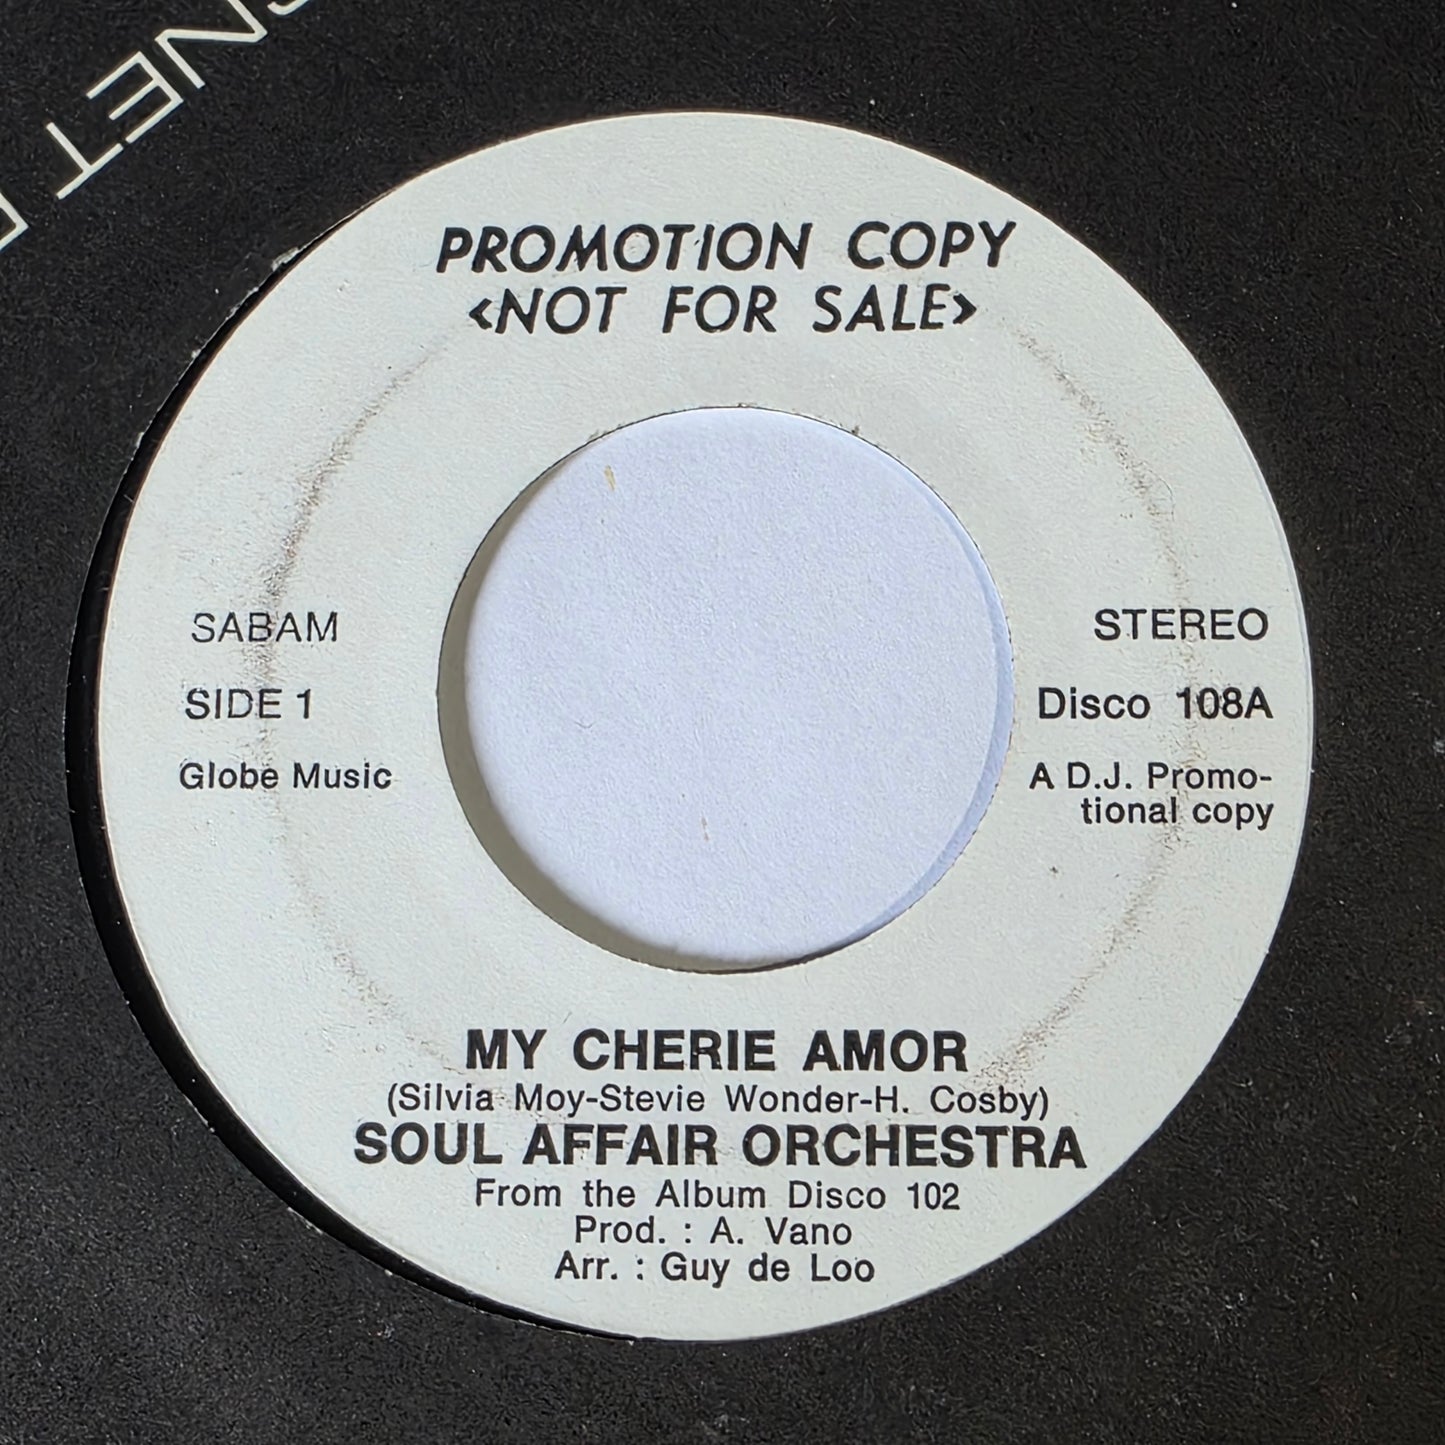 NET
PROMOTION COPY
<NOT FOR SALE>
SABAM
STEREO
SIDE 1
Disco 108A
Globe Music
A D.J. Promo-
tional copy
MY CHERIE AMOR
(Silvia Moy-Stevie Wonder-H. Cosby)
SOUL AFFAIR ORCHESTRA
From the Album Disco 102
Prod. : A. Vano
Arr. : Guy de Loo